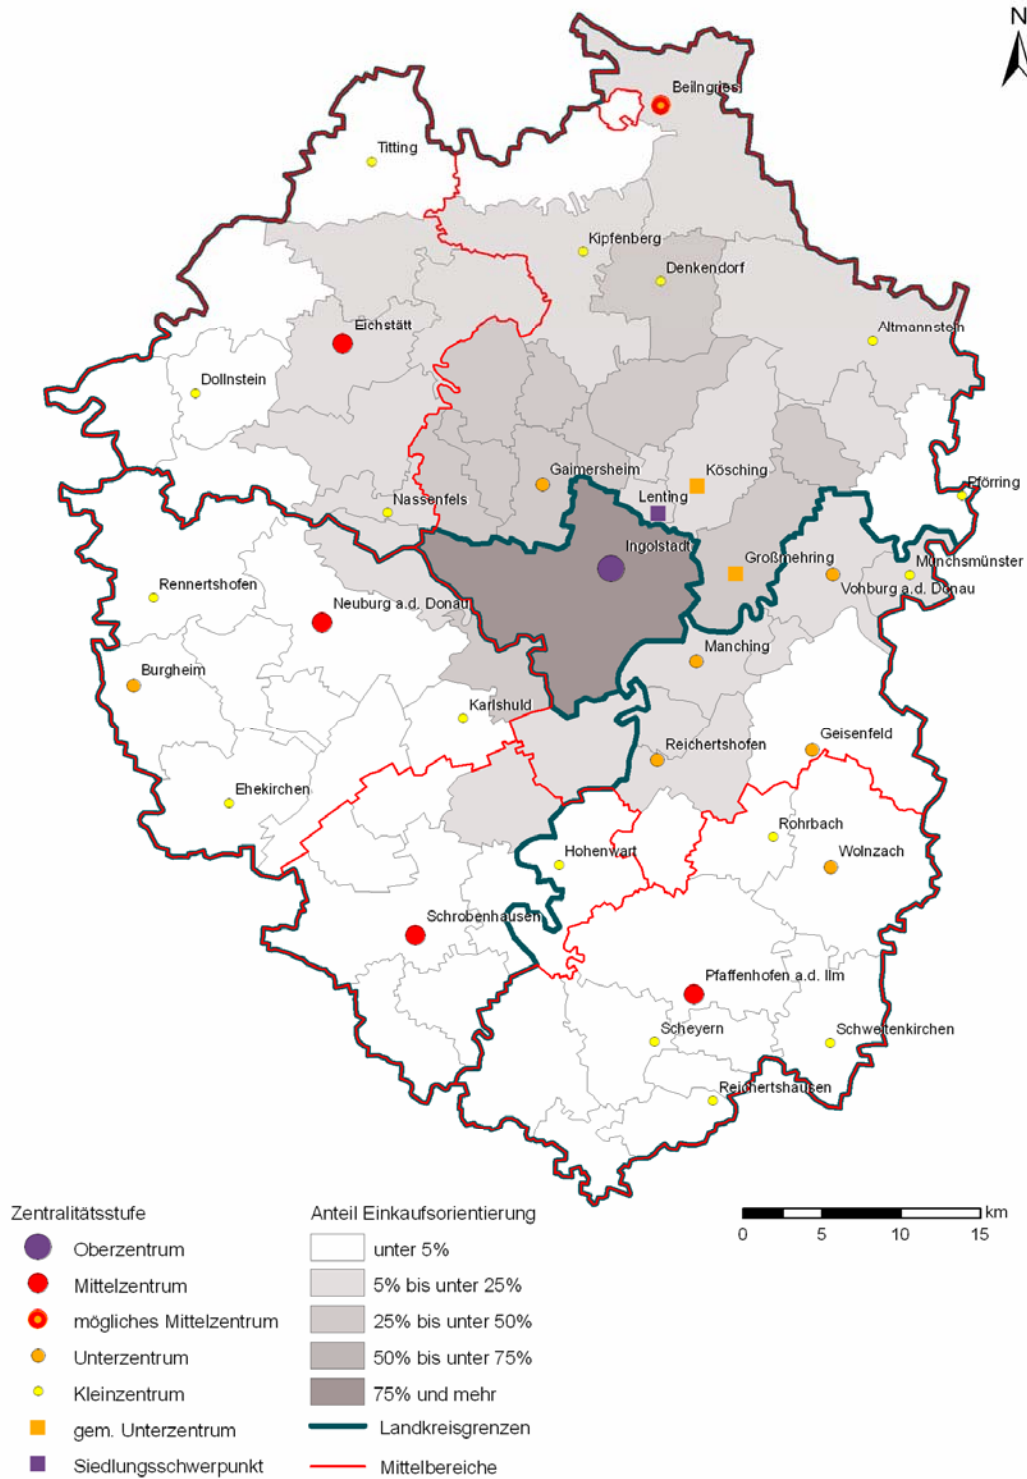 N
Beilngries
Titting
Kipfenberg
Denkendorf
Eichstätt
Altmannstein
Dollnstein
Gaimersheim
Kösching
Lenting
Pförring
Nassenfels
Ingolstadt
Großmehring
Münchsmünster
Vohburg a.d. Donau
Rennertshofen
Neuburg a.d. Donau
Manching
Burgheim
Karlshuld
Reichertshofen
Geisenfeld
Ehekirchen
Rohrbach
Hohenwart
Wolnzach
Schrobenhausen
Pfaffenhofen a.d. Ilm
Scheyern
Schweitenkirchen
Reichertshausen
km
0 5 10 15
Zentralitätsstufe
Oberzentrum
Mittelzentrum
mögliches Mittelzentrum
Unterzentrum
Kleinzentrum
gem. Unterzentrum
Siedlungsschwerpunkt
Anteil Einkaufsorientierung
unter 5%
5% bis unter 25%
25% bis unter 50%
50% bis unter 75%
75% und mehr
Landkreisgrenzen
Mittelbereiche